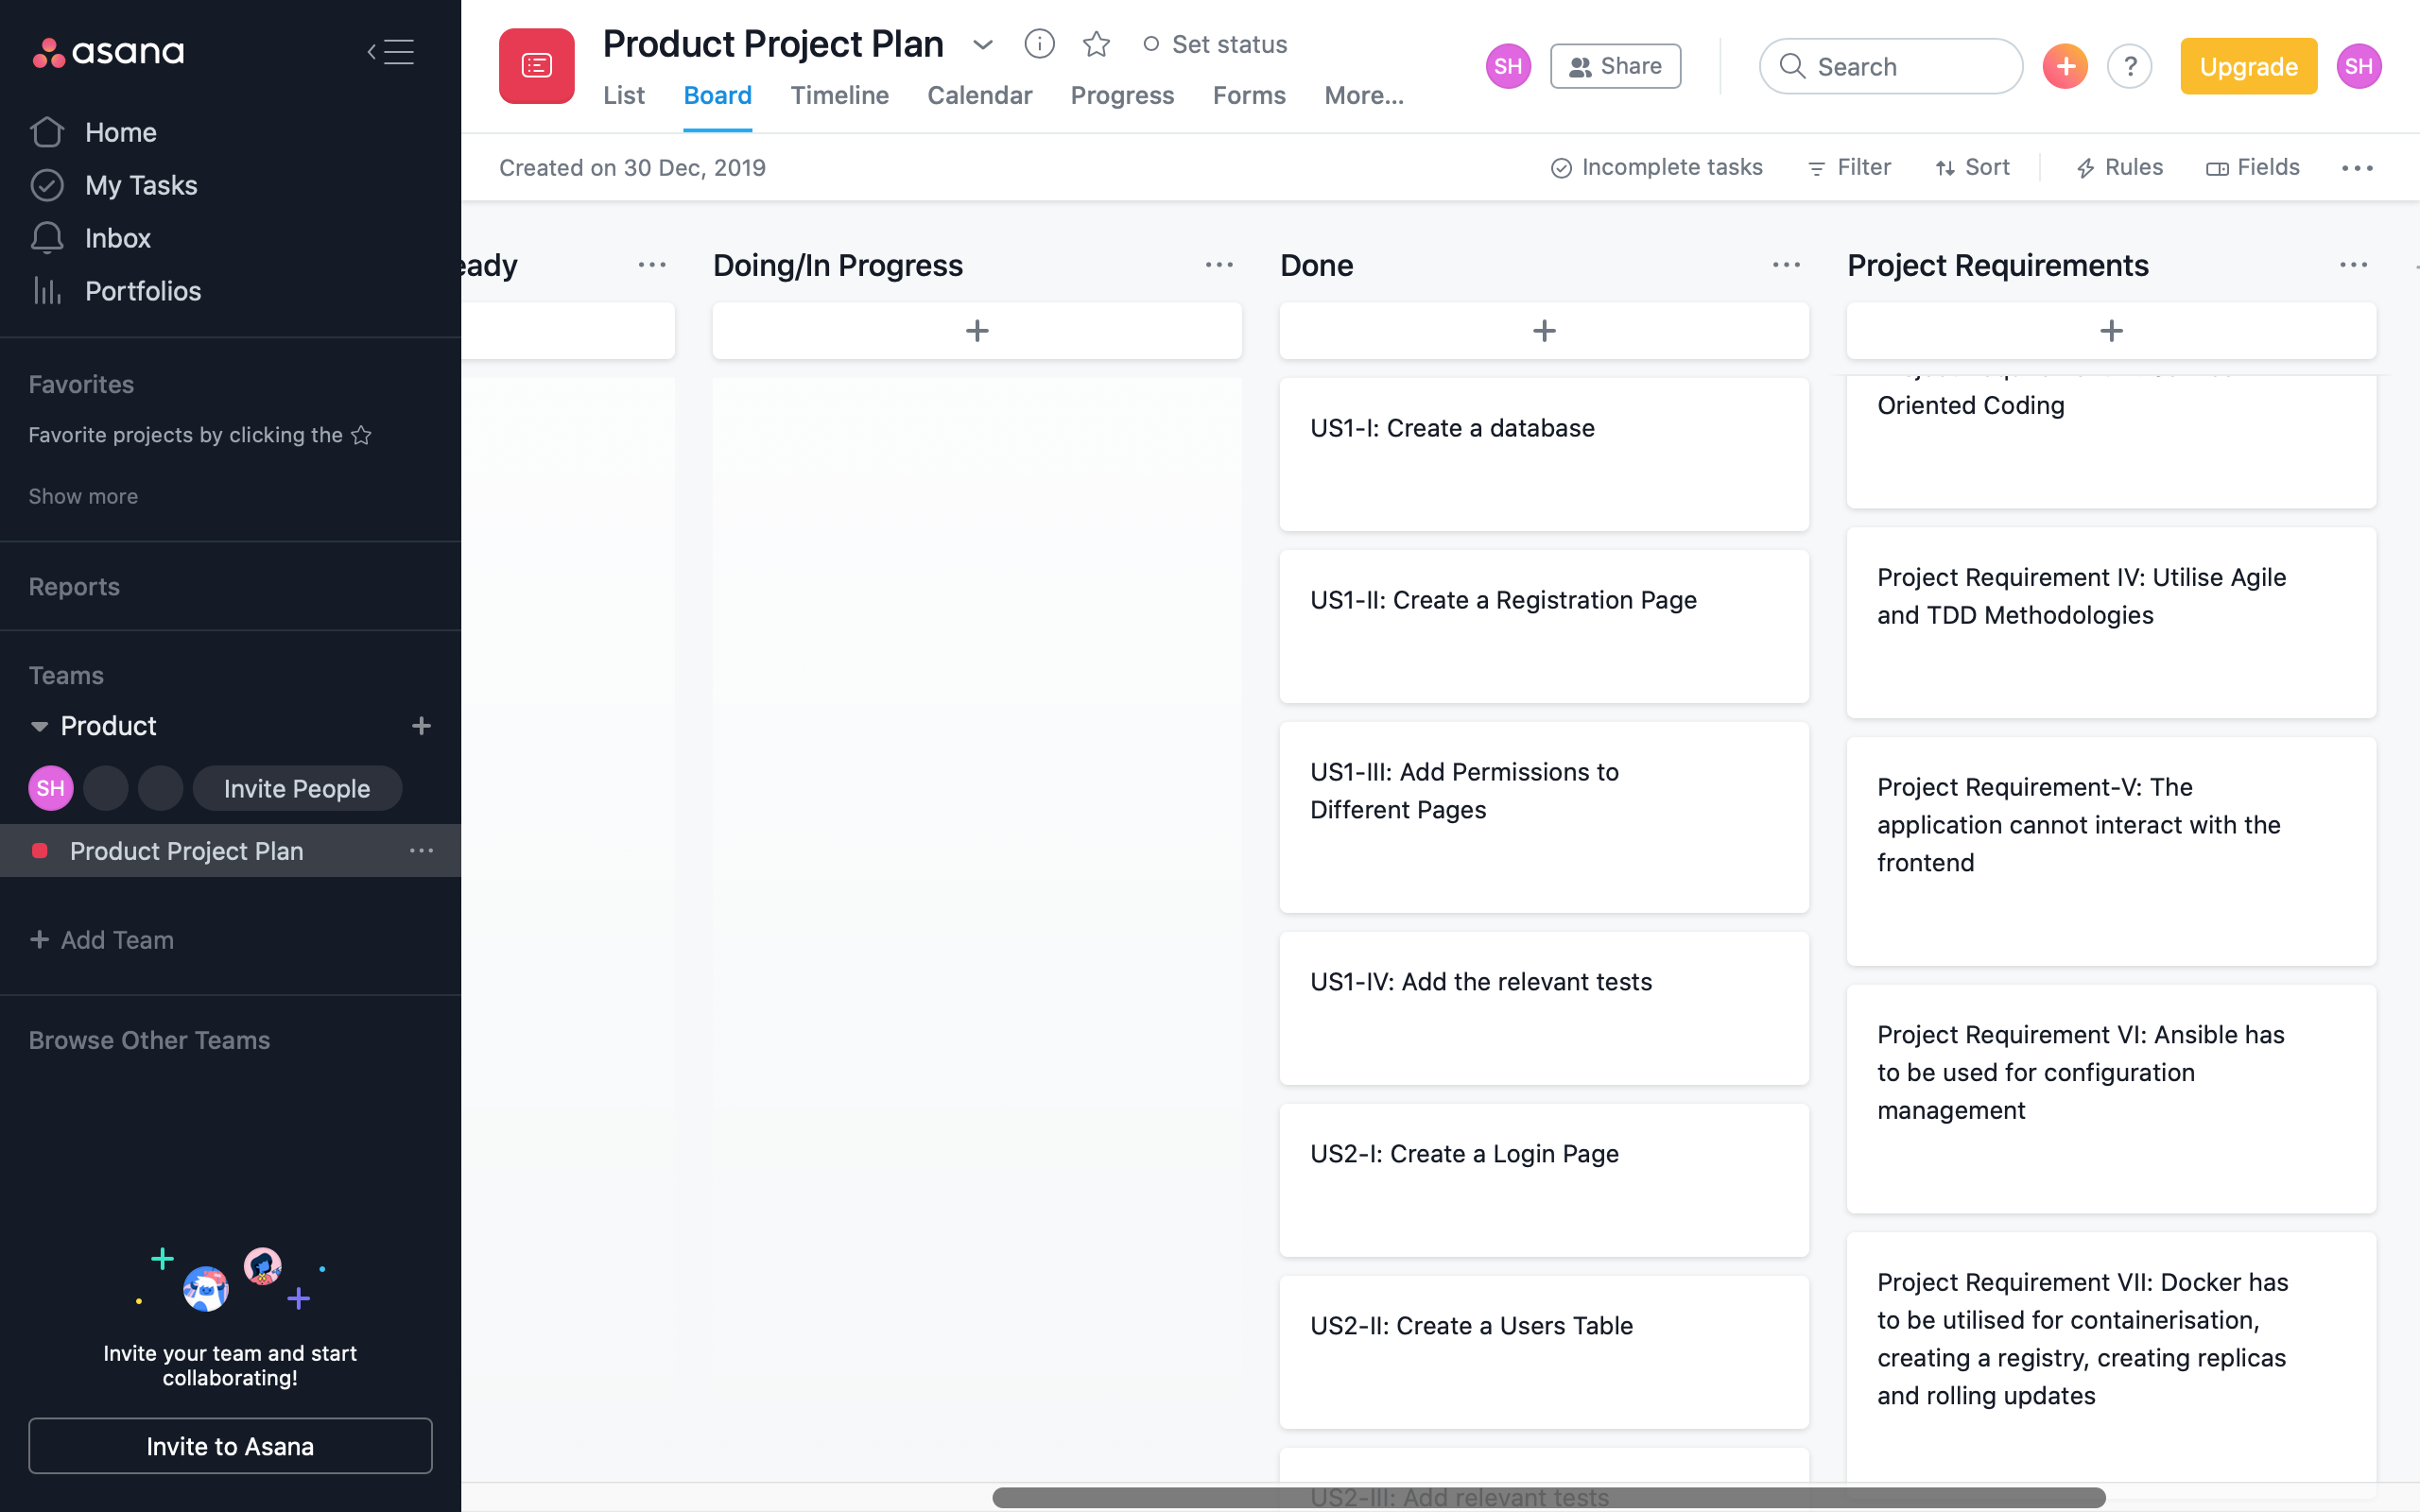 asana
Home
My Tasks
Inbox
Portfolios
Favorites
Favorite projects by clicking the
Show more
Reports
Teams
Product
SH
Invite People
Product Project Plan
Add Team
Browse Other Teams
Invite your team and start
collaborating!
Invite to Asana
Product Project Plan
Set status
List Board Timeline Calendar Progress Forms More...
SH
Share
Search
?
Upgrade
SH
Created on 30 Dec, 2019
Incomplete tasks
Filter
Sort
Rules
Fields
Doing/In Progress
Done
US1-I: Create a database
US1-II: Create a Registration Page
US1-III: Add Permissions to
Different Pages
US1-IV: Add the relevant tests
US2-I: Create a Login Page
US2-II: Create a Users Table
US2-III: Add relevant tests
Project Requirements
Oriented Coding
Project Requirement IV: Utilise Agile
and TDD Methodologies
Project Requirement-V: The
application cannot interact with the
frontend
Project Requirement VI: Ansible has
to be used for configuration
management
Project Requirement VII: Docker has
to be utilised for containerisation,
creating a registry, creating replicas
and rolling updates